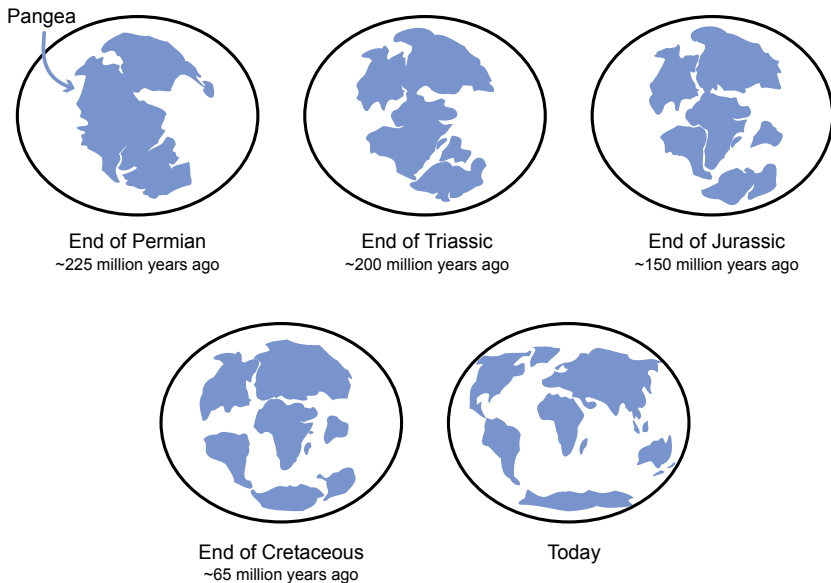 Pangea
End of Permian
~225 million years ago
End of Triassic
~200 million years ago
End of Jurassic
~150 million years ago
End of Cretaceous
~65 million years ago
Today